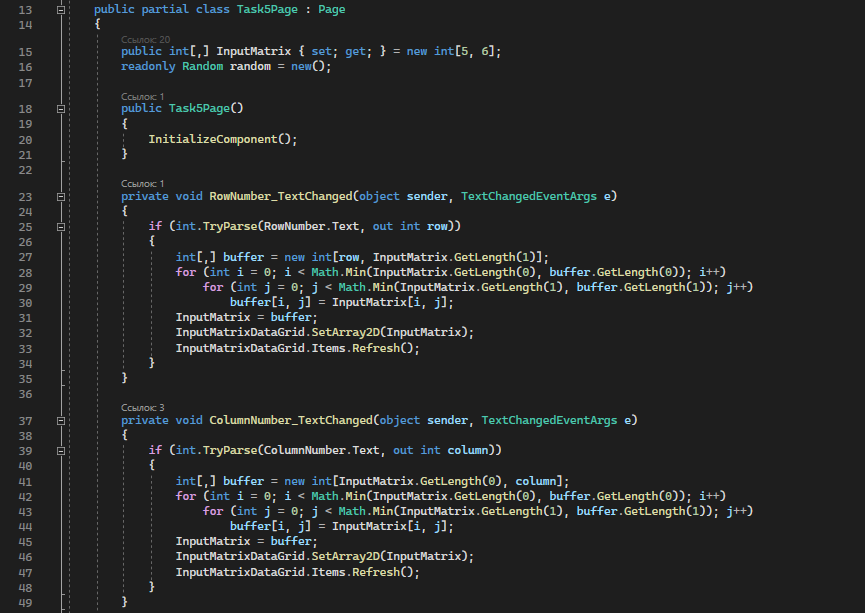 13 public partial class Task5Page : Page
14 {
Ссылок: 20
15 public int[,] InputMatrix { set; get; } = new int[5, 6];
16 readonly Random random = new();
17
Ссылок: 1
18 public Task5Page()
19 {
20 InitializeComponent();
21 }
22
Ссылок: 1
23 private void RowNumber_TextChanged(object sender, TextChangedEventArgs e)
24 {
25 if (int.TryParse(RowNumber.Text, out int row))
26 {
27 int[,] buffer = new int[row, InputMatrix.GetLength(1)];
28 for (int i = 0; i < Math.Min(InputMatrix.GetLength(0), buffer.GetLength(0)); i++)
29 for (int j = 0; j < Math.Min(InputMatrix.GetLength(1), buffer.GetLength(1)); j++)
30 buffer[i, j] = InputMatrix[i, j];
31 InputMatrix = buffer;
32 InputMatrixDataGrid.SetArray2D(InputMatrix);
33 InputMatrixDataGrid.Items.Refresh();
34 }
35 }
36
Ссылок: 3
37 private void ColumnNumber_TextChanged(object sender, TextChangedEventArgs e)
38 {
39 if (int.TryParse(ColumnNumber.Text, out int column))
40 {
41 int[,] buffer = new int[InputMatrix.GetLength(0), column];
42 for (int i = 0; i < Math.Min(InputMatrix.GetLength(0), buffer.GetLength(0)); i++)
43 for (int j = 0; j < Math.Min(InputMatrix.GetLength(1), buffer.GetLength(1)); j++)
44 buffer[i, j] = InputMatrix[i, j];
45 InputMatrix = buffer;
46 InputMatrixDataGrid.SetArray2D(InputMatrix);
47 InputMatrixDataGrid.Items.Refresh();
48 }
49 }